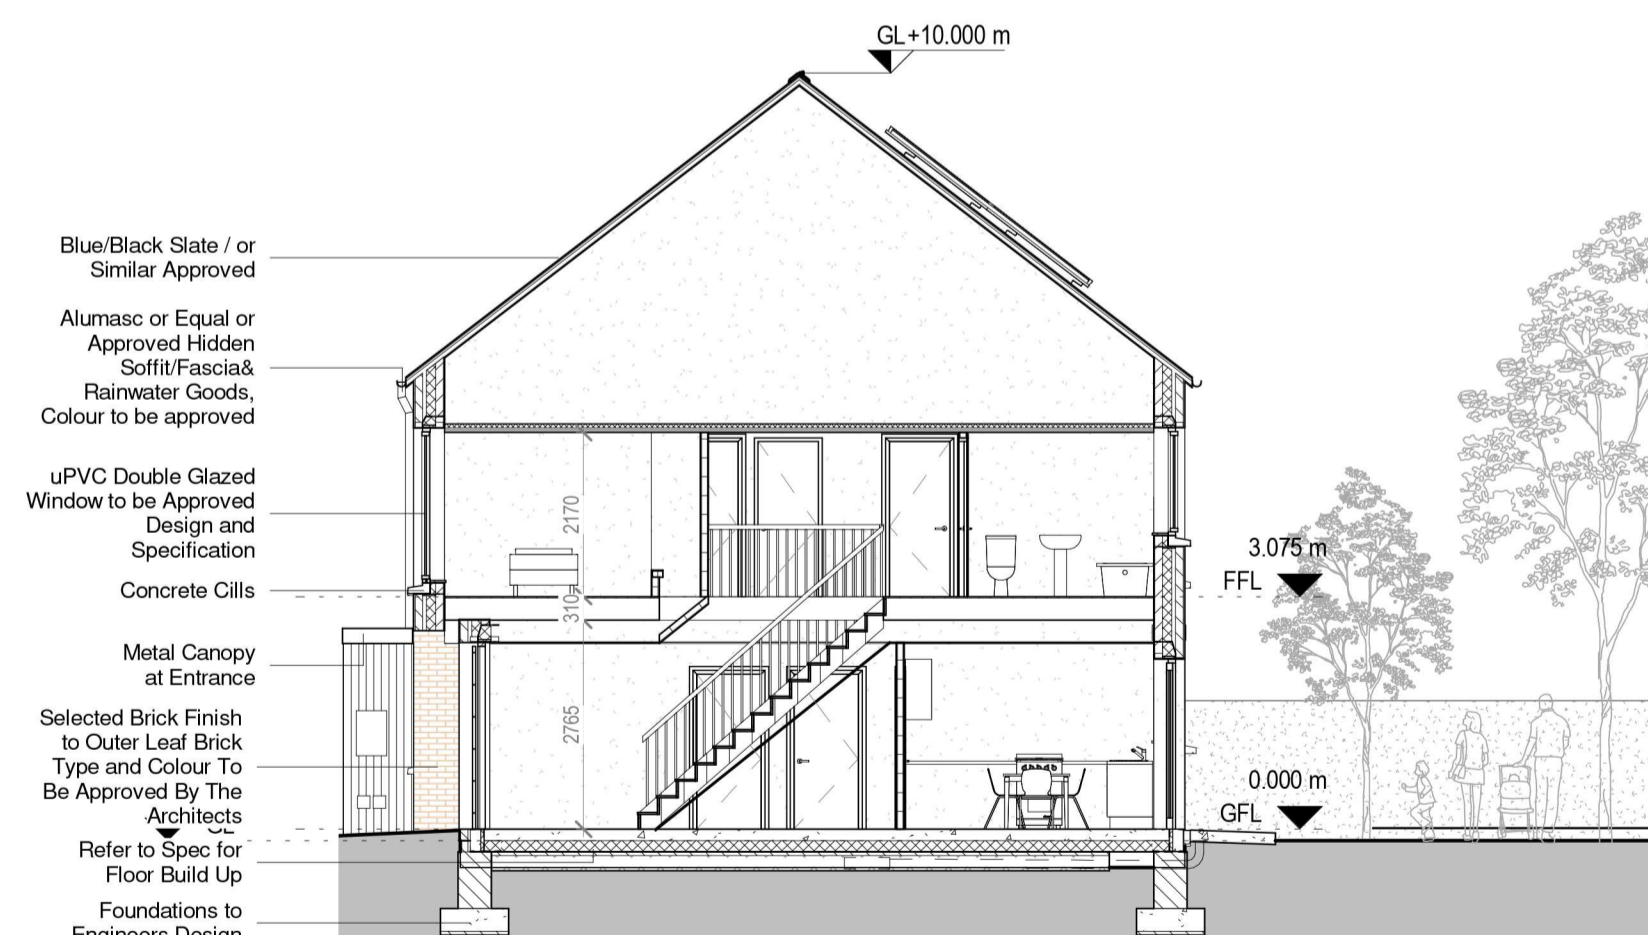 GL+10.000 m
Blue/Black Slate / or
Similar Approved
Alumasc or Equal or
Approved Hidden
Soffit/Fascia&
Rainwater Goods,
Colour to be approved
uPVC Double Glazed
Window to be Approved
Design and
Specification
Concrete Cills
Metal Canopy
at Entrance
Selected Brick Finish
to Outer Leaf Brick
Type and Colour To
Be Approved By The
Architects
Refer to Spec for
Floor Build Up
Foundations to
Engineers Design
2170
310
2765
3.075 m
FFL
0.000 m
GFL